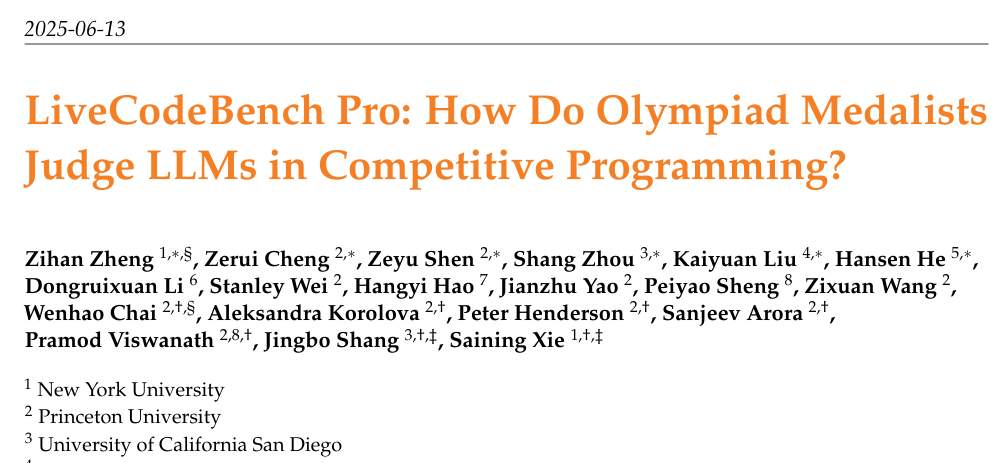 2025-06-13
LiveCodeBench Pro: How Do Olympiad Medalists
Judge LLMs in Competitive Programming?
Zihan Zheng 1,∗,§, Zerui Cheng 2,∗, Zeyu Shen 2,∗, Shang Zhou 3,∗, Kaiyuan Liu 4,∗, Hansen He 5,∗,
Dongruixuan Li 6, Stanley Wei 2, Hangyi Hao 7, Jianzhu Yao 2, Peiyao Sheng 8, Zixuan Wang 2,
Wenhao Chai 2,†,§, Aleksandra Korolova 2,†, Peter Henderson 2,†, Sanjeev Arora 2,†,
Pramod Viswanath 2,8,†, Jingbo Shang 3,†,‡, Saining Xie 1,†,‡
1 New York University
2 Princeton University
3 University of California San Diego